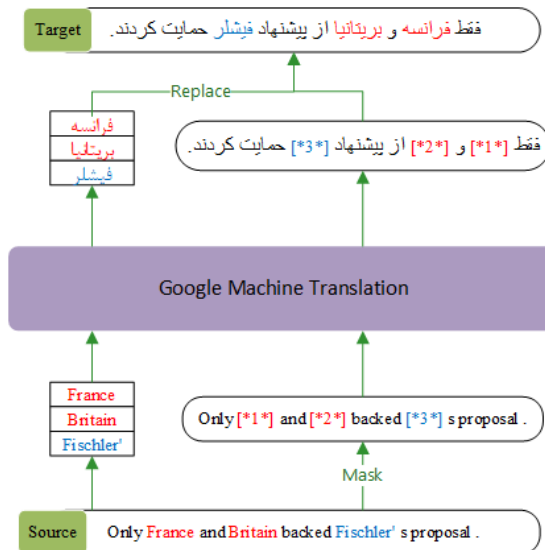 Target
فقط فرانسه و بریتانیا از پیشنهاد فیشلر حمایت کردند.
Replace
فرانسه
بریتانیا
فیشلر
فقط [*1*] و [*2*] از پیشنهاد [*3*] حمایت کردند.
Google Machine Translation
France
Britain
Fischler'
Only [*1*] and [*2*] backed [*3*] s proposal .
Mask
Source
Only France and Britain backed Fischler' s proposal .